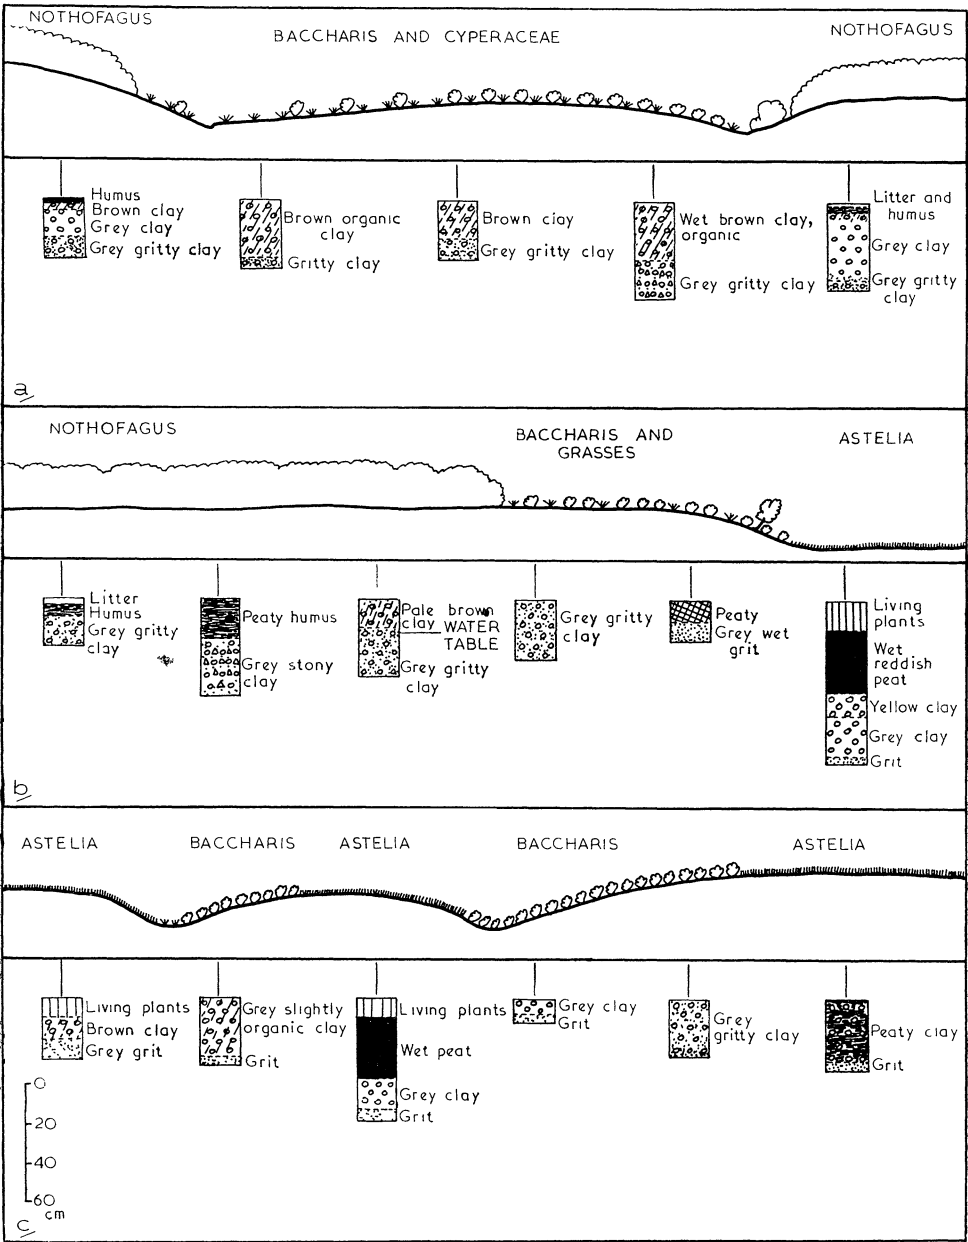 NOTHOFAGUS
BACCHARIS AND CYPERACEAE
NOTHOFAGUS
Humus
Brown clay
Grey clay
Grey gritty clay
Brown organic
clay
Gritty clay
Brown clay
Grey gritty clay
Wet brown clay,
organic
Grey gritty clay
Litter and
humus
Grey clay
Grey gritty
clay
a
NOTHOFAGUS
BACCHARIS AND
GRASSES
ASTELIA
Litter
Humus
Grey gritty
clay
Peaty humus
Grey stony
clay
Pale brown
clay
WATER
TABLE
Grey gritty
clay
Grey gritty
clay
Peaty
Grey wet
grit
Living
plants
Wet
reddish
peat
Yellow clay
Grey clay
Grit
b
ASTELIA
BACCHARIS
ASTELIA
BACCHARIS
ASTELIA
Living plants
Brown clay
Grey grit
Grey slightly
organic clay
Grit
Living plants
Wet peat
Grey clay
Grit
Grey clay
Grit
Grey
gritty clay
Peaty clay
Grit
0
20
40
60
cm
c